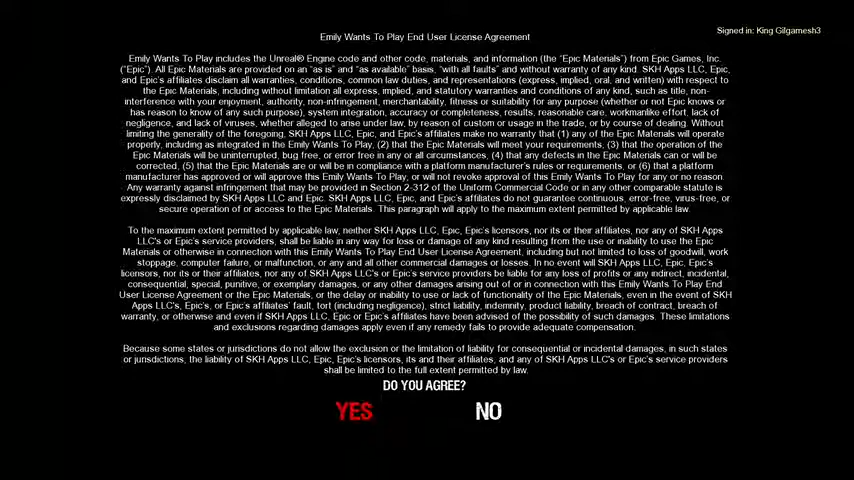 Signed in: King Gilgamesh3
Emily Wants To Play End User License Agreement
Emily Wants To Play includes the Unreal® Engine code and other code, materials, and information (the “Epic Materials”) from Epic Games, Inc.
(“Epic”). All Epic Materials are provided on an “as is” and “as available” basis, “with all faults” and without warranty of any kind. SKH Apps LLC, Epic,
and Epic's affiliates disclaim all warranties, conditions, common law duties, and representations (express, implied, oral, and written) with respect to
the Epic Materials, including without limitation all express, implied, and statutory warranties and conditions of any kind, such as title, non-
interference with your enjoyment, authority, non-infringement, merchantability, fitness or suitability for any purpose (whether or not Epic knows or
has reason to know of any such purpose), system integration, accuracy or completeness, results, reasonable care, workmanlike effort, lack of
negligence, and lack of viruses, whether alleged to arise under law, by reason of custom or usage in the trade, or by course of dealing. Without
limiting the generality of the foregoing, SKH Apps LLC, Epic, and Epic's affiliates make no warranty that (1) any of the Epic Materials will operate
properly, including as integrated in the Emily Wants To Play, (2) that the Epic Materials will meet your requirements, (3) that the operation of the
Epic Materials will be uninterrupted, bug free, or error free in any or all circumstances, (4) that any defects in the Epic Materials can or will be
corrected, (5) that the Epic Materials are or will be in compliance with a platform manufacturer's rules or requirements, or (6) that a platform
manufacturer has approved or will approve this Emily Wants To Play, or will not revoke approval of this Emily Wants To Play for any or no reason.
Any warranty against infringement that may be provided in Section 2-312 of the Uniform Commercial Code or in any other comparable statute is
expressly disclaimed by SKH Apps LLC and Epic. SKH Apps LLC, Epic, and Epic's affiliates do not guarantee continuous, error-free, virus-free, or
secure operation of or access to the Epic Materials. This paragraph will apply to the maximum extent permitted by applicable law.
To the maximum extent permitted by applicable law, neither SKH Apps LLC, Epic, Epic's licensors, nor its or their affiliates, nor any of SKH Apps
LLC's or Epic's service providers, shall be liable in any way for loss or damage of any kind resulting from the use or inability to use the Epic
Materials or otherwise in connection with this Emily Wants To Play End User License Agreement, including but not limited to loss of goodwill, work
stoppage, computer failure, or malfunction, or any and all other commercial damages or losses. In no event will SKH Apps LLC, Epic, Epic's
licensors, nor its or their affiliates, nor any of SKH Apps LLC's or Epic's service providers be liable for any loss of profits or any indirect, incidental,
consequential, special, punitive, or exemplary damages, or any other damages arising out of or in connection with this Emily Wants To Play End
User License Agreement or the Epic Materials, or the delay or inability to use or lack of functionality of the Epic Materials, even in the event of SKH
Apps LLC's, Epic's, or Epic's affiliates' fault, tort (including negligence), strict liability, indemnity, product liability, breach of contract, breach of
warranty, or otherwise and even if SKH Apps LLC, Epic or Epic's affiliates have been advised of the possibility of such damages. These limitations
and exclusions regarding damages apply even if any remedy fails to provide adequate compensation.
Because some states or jurisdictions do not allow the exclusion or the limitation of liability for consequential or incidental damages, in such states
or jurisdictions, the liability of SKH Apps LLC, Epic, Epic's licensors, its and their affiliates, and any of SKH Apps LLC's or Epic's service providers
shall be limited to the full extent permitted by law.
DO YOU AGREE?
YES NO